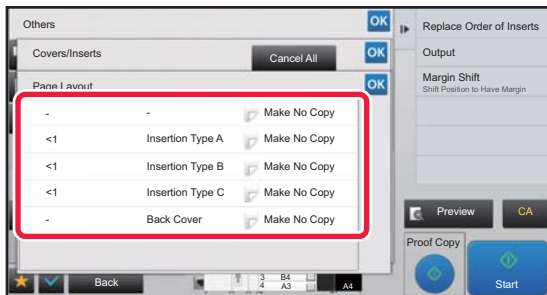 Others
OK
Covers/Inserts
Cancel All
OK
Page Layout
OK
- - Make No Copy
<1 Insertion Type A Make No Copy
<1 Insertion Type B Make No Copy
<1 Insertion Type C Make No Copy
- Back Cover Make No Copy
Back
3 B4
4 A3
A4
Replace Order of Inserts
Output
Margin Shift
Shift Position to Have Margin
Preview
CA
Proof Copy
Start